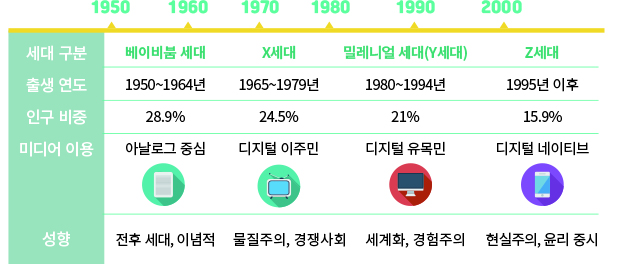 1950 1960 1970 1980 1990 2000
세대 구분 베이비붐 세대 X세대 밀레니얼 세대(Y세대) Z세대
출생 연도 1950~1964년 1965~1979년 1980~1994년 1995년 이후
인구 비중 28.9% 24.5% 21% 15.9%
미디어 이용 아날로그 중심 디지털 이주민 디지털 유목민 디지털 네이티브
성향 전후 세대, 이념적 물질주의, 경쟁사회 세계화, 경험주의 현실주의, 윤리 중시